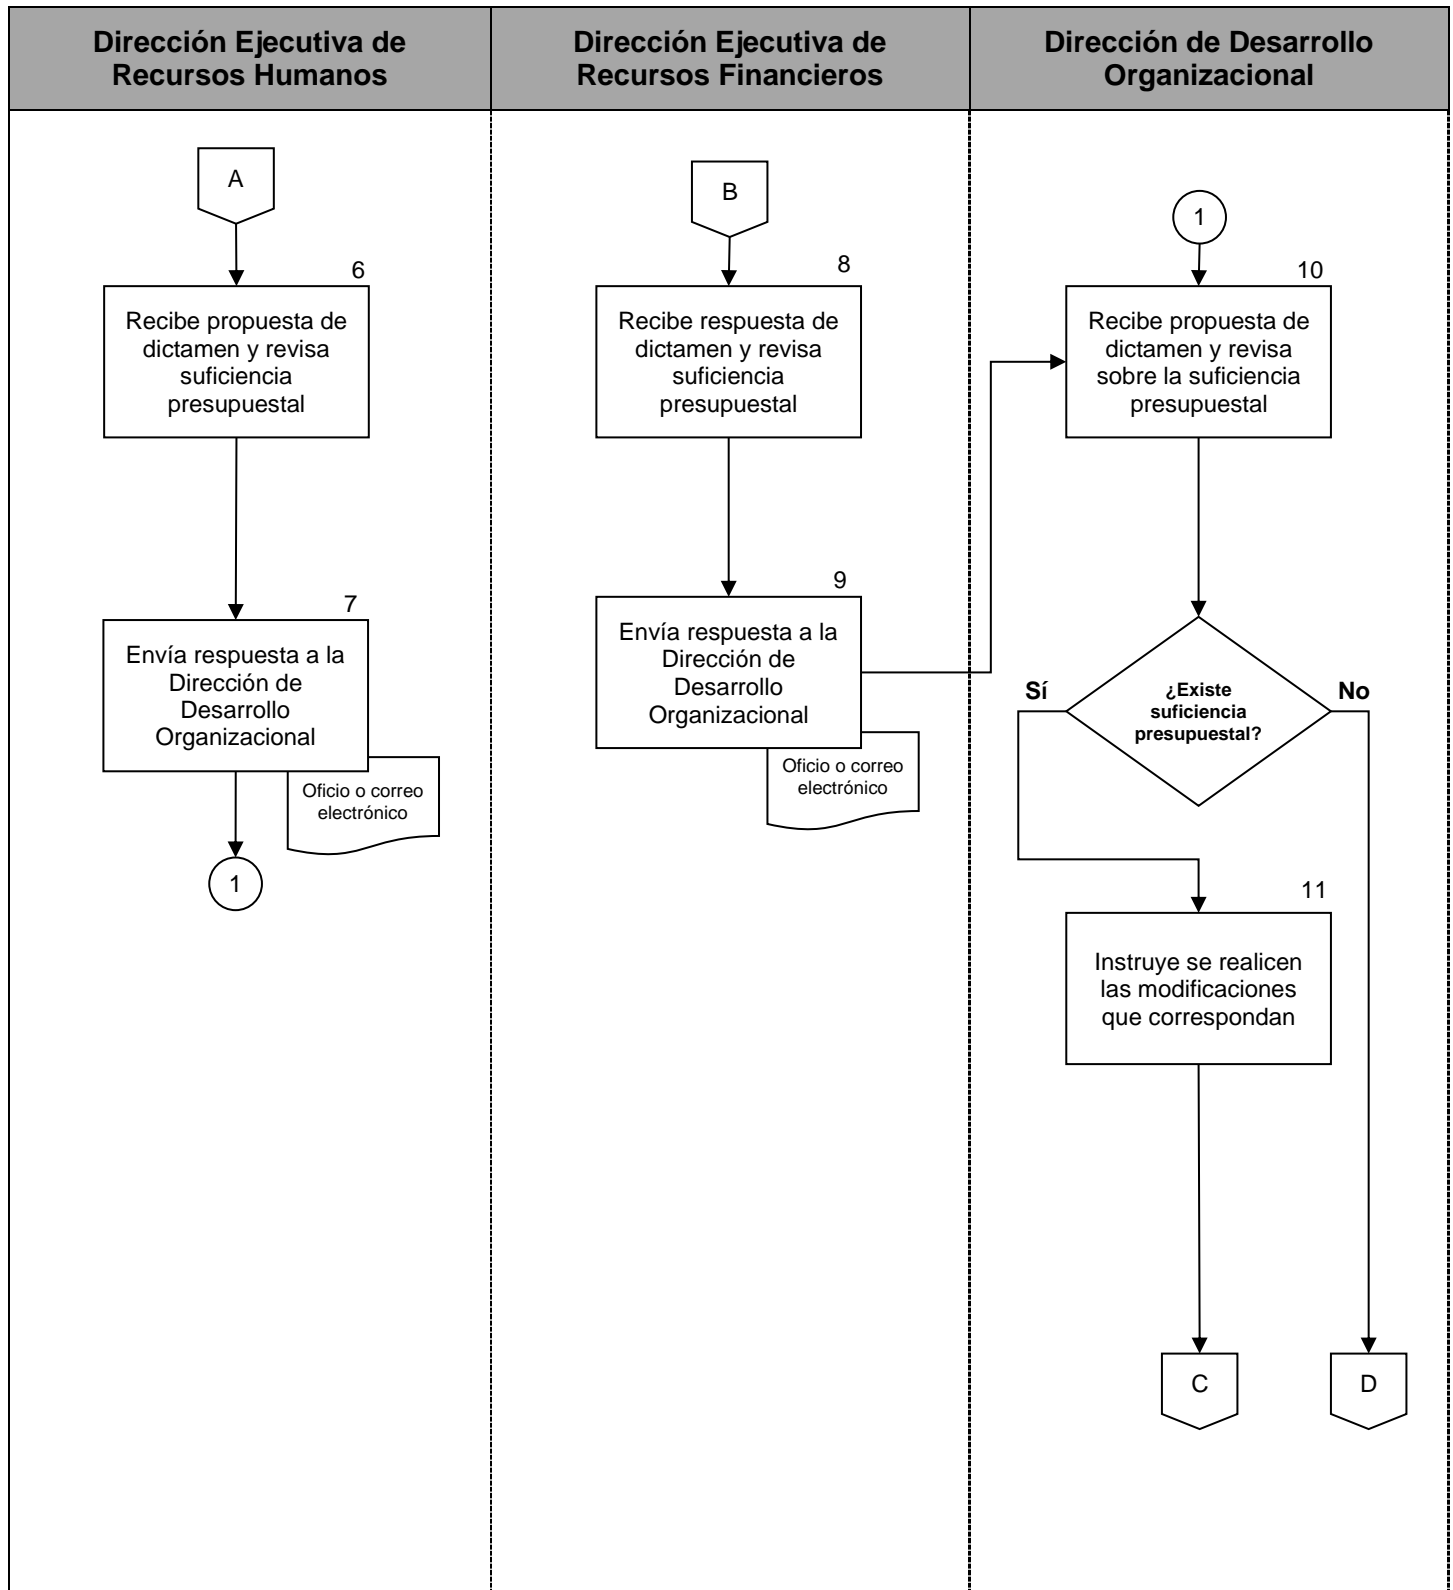 Dirección Ejecutiva de
Recursos Humanos
Dirección Ejecutiva de
Recursos Financieros
Dirección de Desarrollo
Organizacional
A
6
Recibe propuesta de
dictamen y revisa
suficiencia
presupuestal
7
Envía respuesta a la
Dirección de
Desarrollo
Organizacional
Oficio o correo
electrónico
1
B
8
Recibe respuesta de
dictamen y revisa
suficiencia
presupuestal
9
Envía respuesta a la
Dirección de
Desarrollo
Organizacional
Oficio o correo
electrónico
1
10
Recibe propuesta de
dictamen y revisa
sobre la suficiencia
presupuestal
Sí
¿Existe
suficiencia
presupuestal?
No
11
Instruye se realicen
las modificaciones
que correspondan
C
D